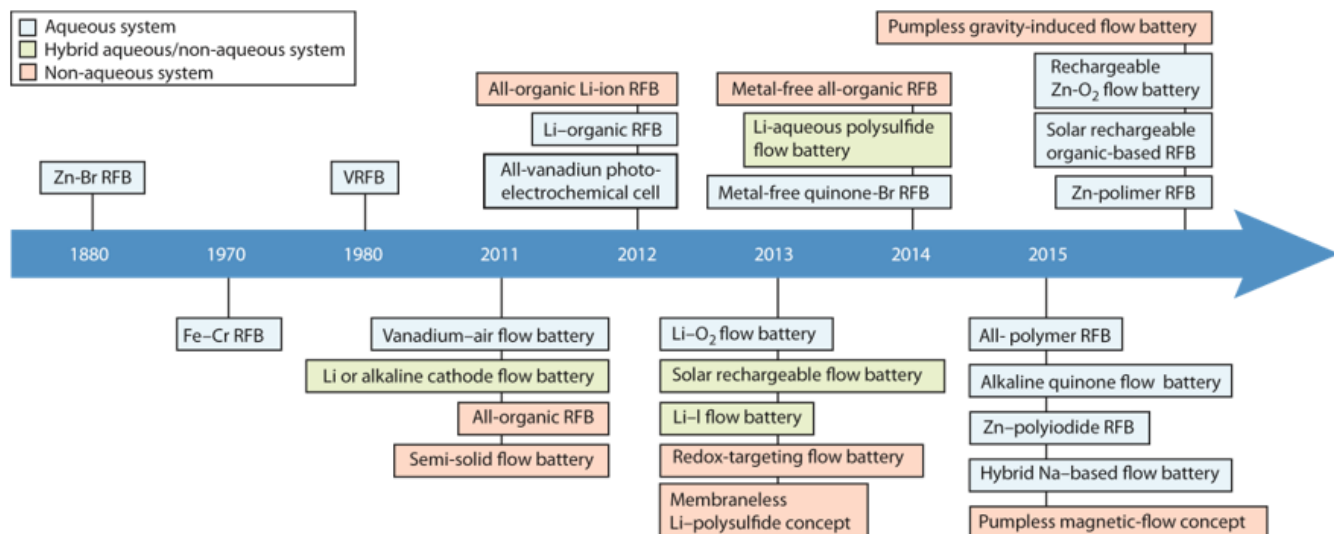 Aqueous system
Hybrid aqueous/non-aqueous system
Non-aqueous system
Pumpless gravity-induced flow battery
Rechargeable
Zn-O₂ flow battery
All-organic Li-ion RFB
Metal-free all-organic RFB
Li–organic RFB
Li-aqueous polysulfide
flow battery
Solar rechargeable
organic-based RFB
Zn-Br RFB
VRFB
All-vanadiun photo-
electrochemical cell
Metal-free quinone-Br RFB
Zn-polimer RFB
1880
1970
1980
2011
2012
2013
2014
2015
Fe–Cr RFB
Vanadium–air flow battery
Li–O₂ flow battery
All- polymer RFB
Li or alkaline cathode flow battery
Solar rechargeable flow battery
Alkaline quinone flow battery
All-organic RFB
Li–I flow battery
Zn–polyiodide RFB
Semi-solid flow battery
Redox-targeting flow battery
Hybrid Na–based flow battery
Membraneless
Li–polysulfide concept
Pumpless magnetic-flow concept